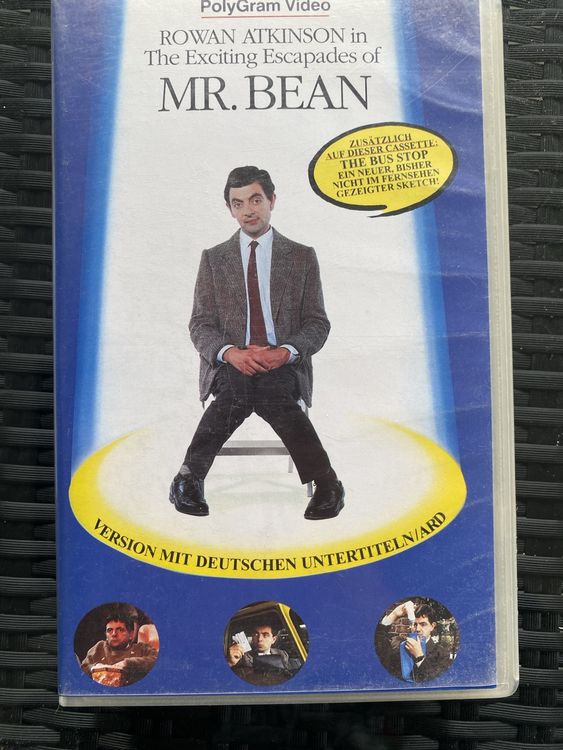 PolyGram Video
ROWAN ATKINSON in
The Exciting Escapades of
MR. BEAN
ZUSÄTZLICH
AUF DIESER CASSETTE:
THE BUS STOP
EIN NEUER, BISHER
NICHT IM FERNSEHEN
GEZEIGTER SKETCH!
VERSION MIT DEUTSCHEN UNTERTITELN/ARD